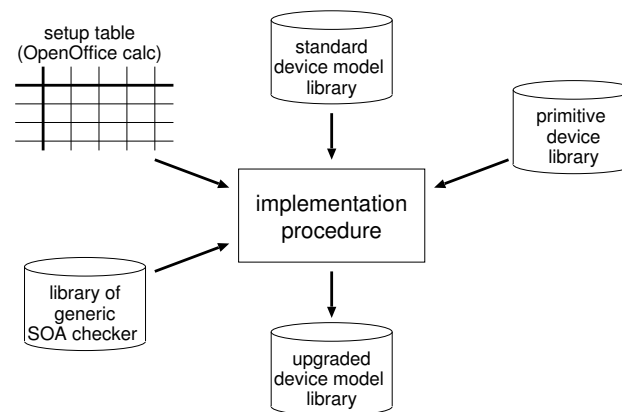 setup table
(OpenOffice calc)
standard
device model
library
primitive
device
library
implementation
procedure
library of
generic
SOA checker
upgraded
device model
library